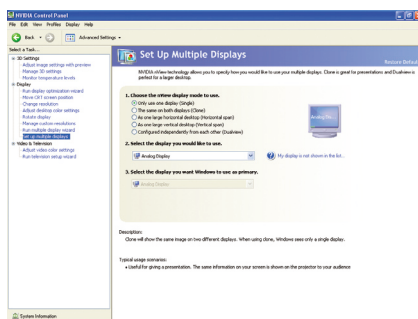 NVIDIA Control Panel
File Edit View Profiles Display Help
Back
Advanced Settings
Select a Task...
3D Settings
Adjust image settings with preview
Manage 3D settings
Monitor temperature levels
Display
Run display optimization wizard
Move CRT screen position
Change resolution
Adjust desktop color settings
Rotate display
Manage custom resolutions
Run multiple display wizard
Set up multiple displays
Video & Television
Adjust video color settings
Run television setup wizard
System Information
Set Up Multiple Displays
Restore Default
NVIDIA nView technology allows you to specify how you would like to use your multiple displays. Clone is great for presentations and Dualview is
perfect for a larger desktop.
1. Choose the nView display mode to use.
Only use one display (Single)
The same on both displays (Clone)
As one large horizontal desktop (Horizontal span)
As one large vertical desktop (Vertical span)
Configured independently from each other (Dualview)
Analog Dis...
2. Select the display you would like to use.
Analog Display
My display is not shown in the list...
3. Select the display you want Windows to use as primary.
Analog Display
Description:
Clone will show the same image on two different displays. When using clone, Windows sees only a single display.
Typical usage scenarios:
• Useful for giving a presentation. The same information on your screen is shown on the projector to your audience